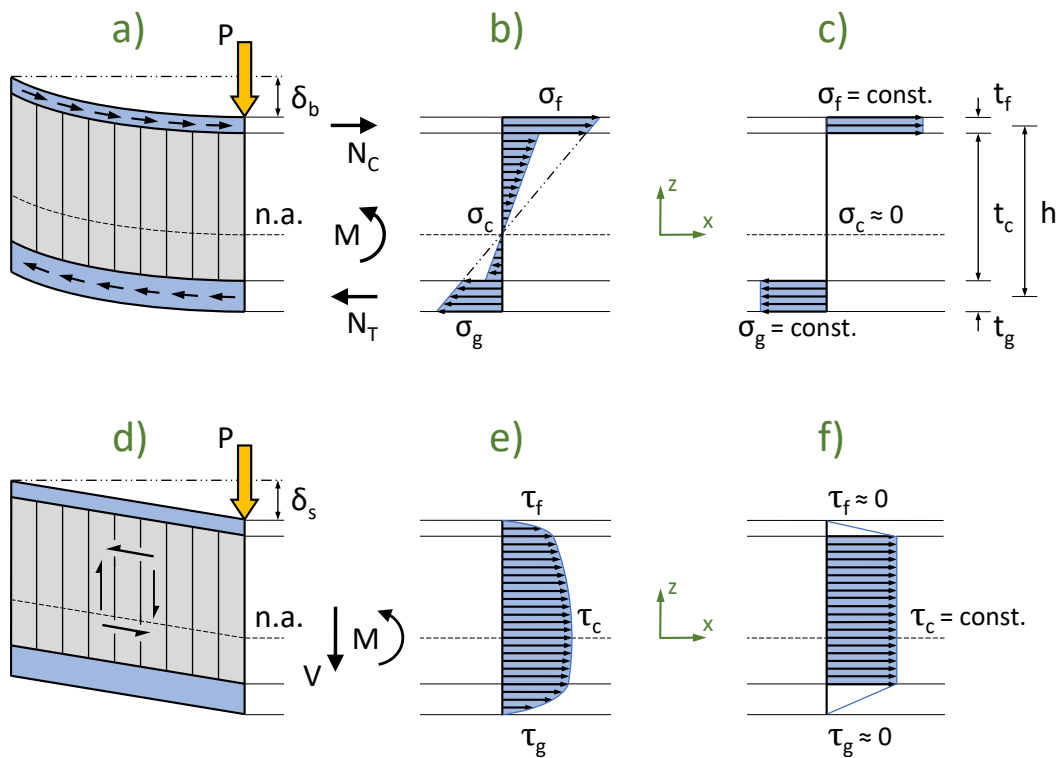 a)
b)
c)
P
δb
σf
σf = const.
tf
NC
n.a.
M
σc
z
x
σc ≈ 0
tc
h
NT
σg
σg = const.
tg
d)
e)
f)
P
δs
τf
τf ≈ 0
n.a.
V
M
τc
z
x
τc = const.
τg
τg ≈ 0